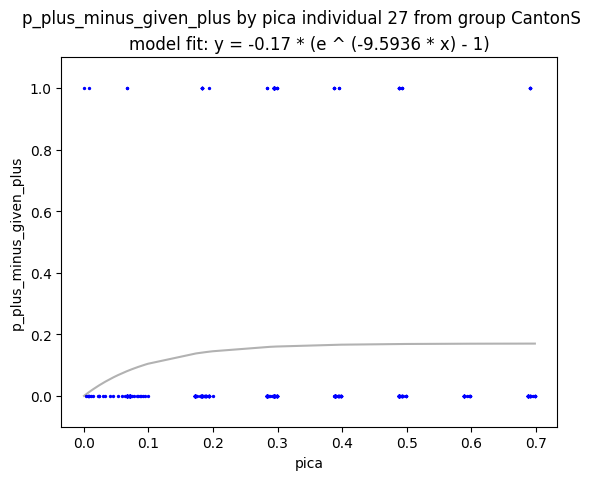 p_plus_minus_given_plus by pica individual 27 from group CantonS
model fit: y = -0.17 * (e ^ (-9.5936 * x) - 1)
p_plus_minus_given_plus
1.0
0.8
0.6
0.4
0.2
0.0
0.0 0.1 0.2 0.3 0.4 0.5 0.6 0.7
pica